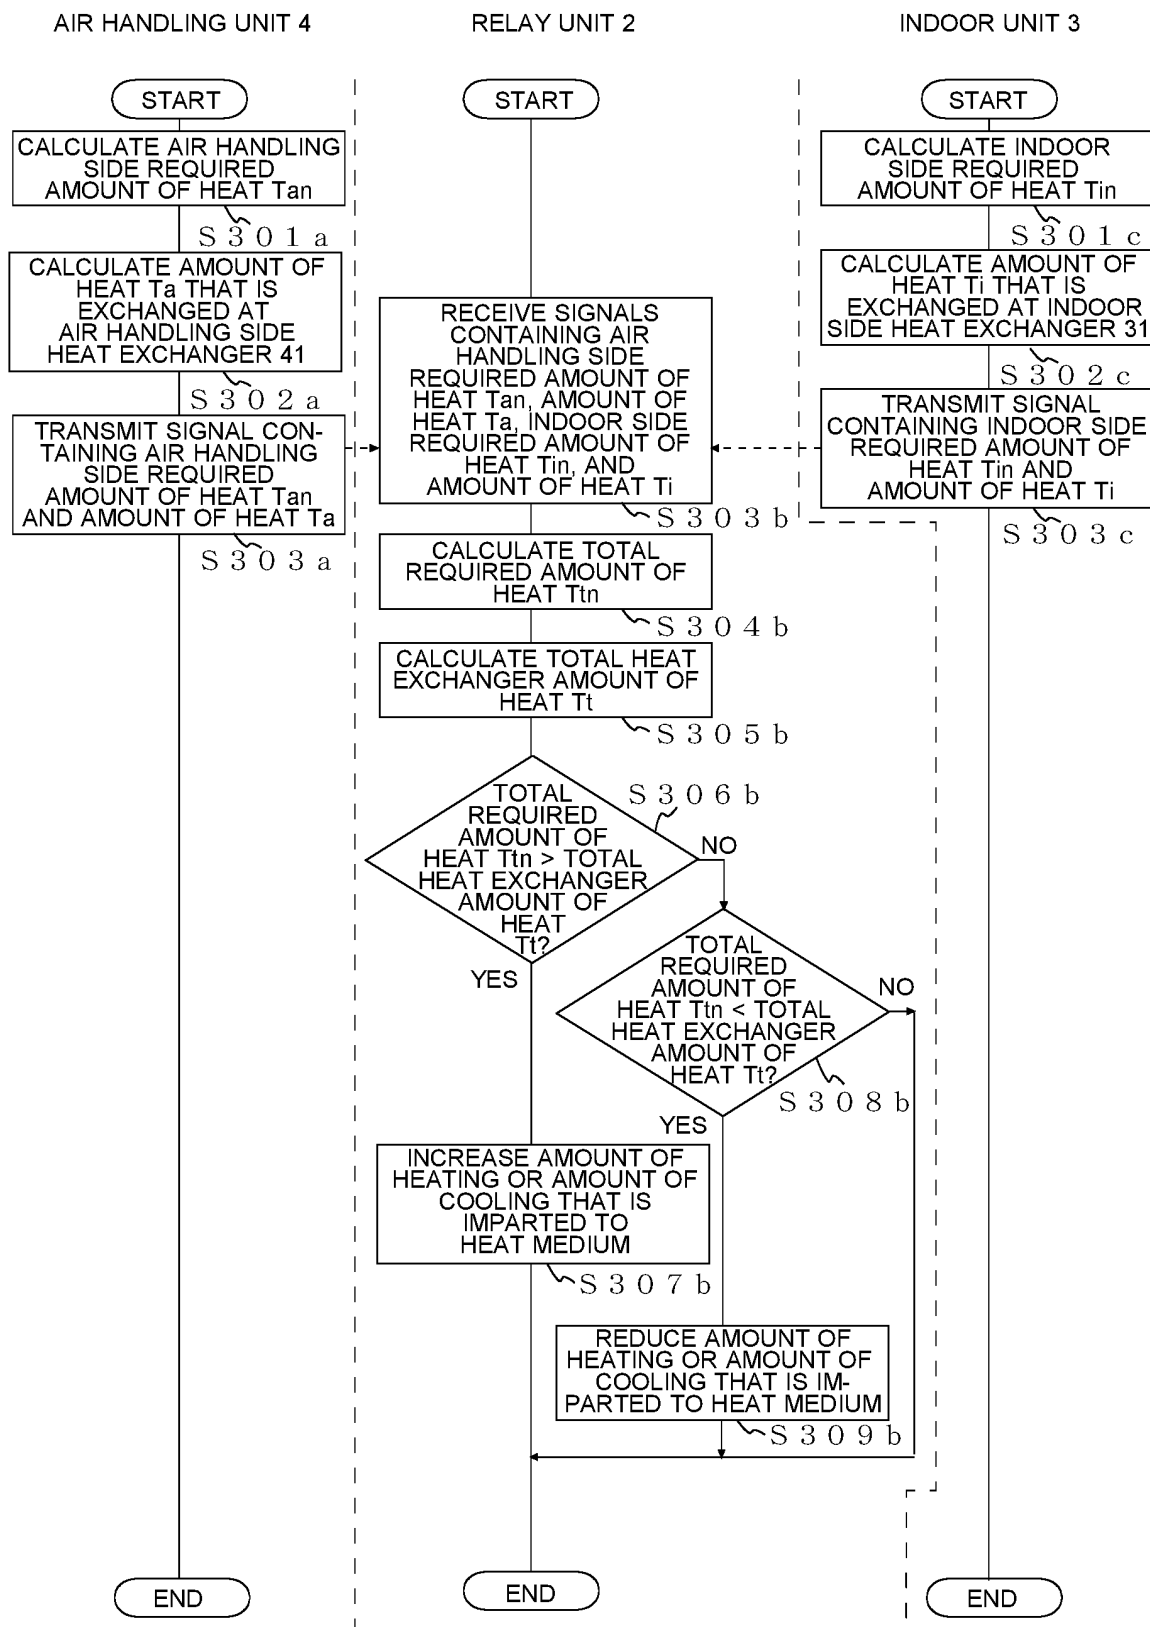 AIR HANDLING UNIT 4
RELAY UNIT 2
INDOOR UNIT 3
START
START
START
CALCULATE AIR HANDLING
SIDE REQUIRED
AMOUNT OF HEAT Tan
S301a
CALCULATE AMOUNT OF
HEAT Ta THAT IS
EXCHANGED AT
AIR HANDLING SIDE
HEAT EXCHANGER 41
S302a
TRANSMIT SIGNAL CON-
TAINING AIR HANDLING
SIDE REQUIRED
AMOUNT OF HEAT Tan
AND AMOUNT OF HEAT Ta
S303a
END
RECEIVE SIGNALS
CONTAINING AIR
HANDLING SIDE
REQUIRED AMOUNT OF
HEAT Tan, AMOUNT OF
HEAT Ta, INDOOR SIDE
REQUIRED AMOUNT OF
HEAT Tin, AND
AMOUNT OF HEAT Ti
S303b
CALCULATE TOTAL
REQUIRED AMOUNT OF
HEAT Ttn
S304b
CALCULATE TOTAL HEAT
EXCHANGER AMOUNT OF
HEAT Tt
S305b
TOTAL
REQUIRED
AMOUNT OF
HEAT Ttn > TOTAL
HEAT EXCHANGER
AMOUNT OF
HEAT
Tt?
S306b
NO
YES
TOTAL
REQUIRED
AMOUNT OF
HEAT Ttn < TOTAL
HEAT EXCHANGER
AMOUNT OF
HEAT Tt?
S308b
NO
YES
INCREASE AMOUNT OF
HEATING OR AMOUNT OF
COOLING THAT IS
IMPARTED TO
HEAT MEDIUM
S307b
REDUCE AMOUNT OF
HEATING OR AMOUNT OF
COOLING THAT IS IM-
PARTED TO HEAT MEDIUM
S309b
END
CALCULATE INDOOR
SIDE REQUIRED
AMOUNT OF HEAT Tin
S301c
CALCULATE AMOUNT OF
HEAT Ti THAT IS
EXCHANGED AT INDOOR
SIDE HEAT EXCHANGER 31
S302c
TRANSMIT SIGNAL
CONTAINING INDOOR SIDE
REQUIRED AMOUNT OF
HEAT Tin AND
AMOUNT OF HEAT Ti
S303c
END